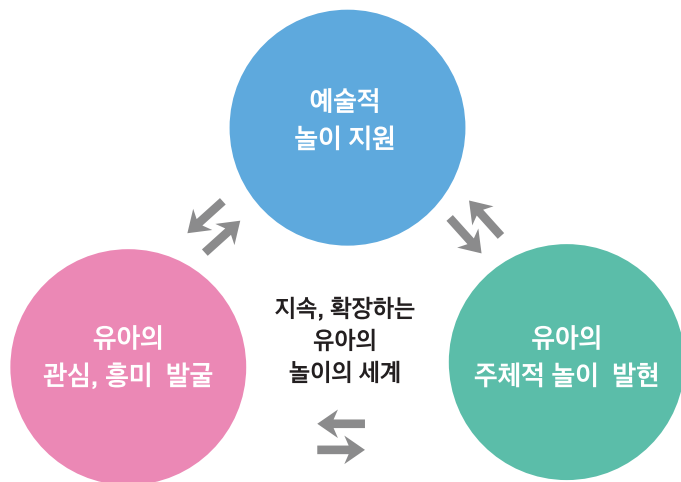 예술적
놀이 지원
유아의
관심, 흥미 발굴
지속, 확장하는
유아의
놀이의 세계
유아의
주체적 놀이 발현